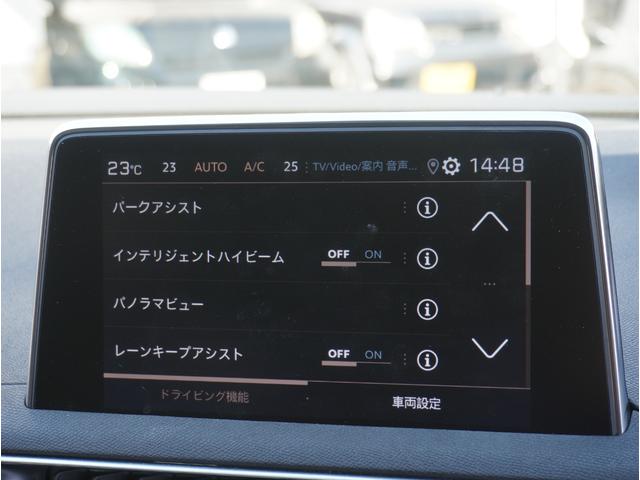 23℃ 23 AUTO A/C 25 TV/Video/案内 音声... 14:48
パークアシスト
インテリジェントハイビーム OFF ON
パノラマビュー
レーンキープアシスト OFF ON
ドライビング機能 車両設定